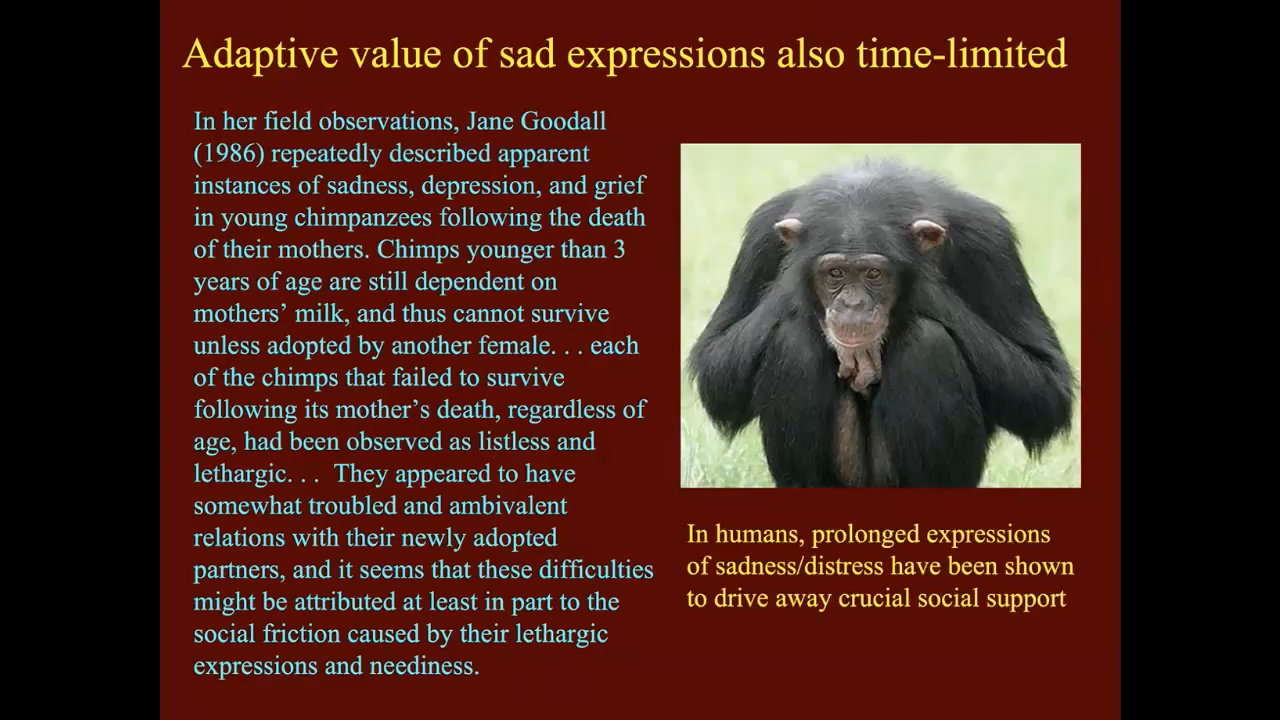 Adaptive value of sad expressions also time-limited
In her field observations, Jane Goodall
(1986) repeatedly described apparent
instances of sadness, depression, and grief
in young chimpanzees following the death
of their mothers. Chimps younger than 3
years of age are still dependent on
mothers’ milk, and thus cannot survive
unless adopted by another female. . . each
of the chimps that failed to survive
following its mother’s death, regardless of
age, had been observed as listless and
lethargic. . .  They appeared to have
somewhat troubled and ambivalent
relations with their newly adopted
partners, and it seems that these difficulties
might be attributed at least in part to the
social friction caused by their lethargic
expressions and neediness.
In humans, prolonged expressions
of sadness/distress have been shown
to drive away crucial social support